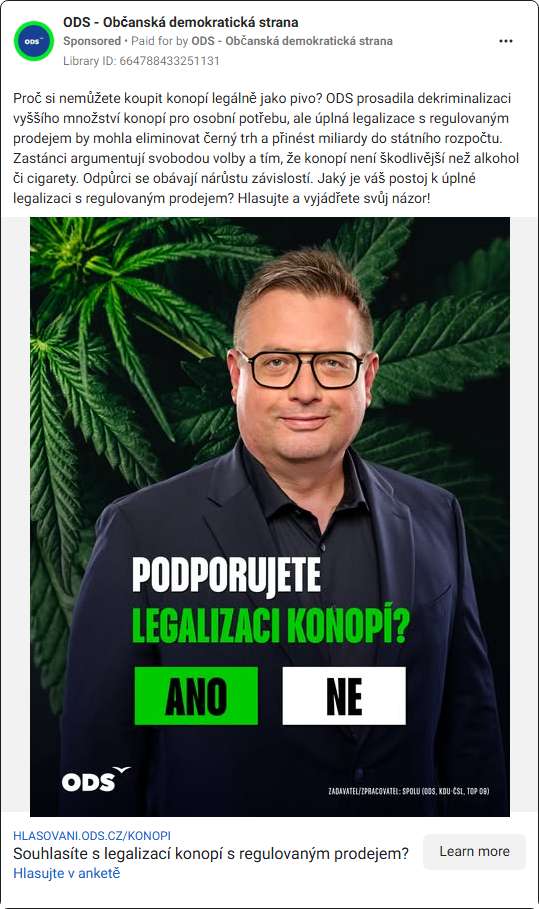 ODS - Občanská demokratická strana
Sponsored • Paid for by ODS - Občanská demokratická strana
Library ID: 664788433251131
Proč si nemůžete koupit konopí legálně jako pivo? ODS prosadila dekriminalizaci
vyššího množství konopí pro osobní potřebu, ale úplná legalizace s regulovaným
prodejem by mohla eliminovat černý trh a přinést miliardy do státního rozpočtu.
Zastánci argumentují svobodou volby a tím, že konopí není škodlivější než alkohol
či cigarety. Odpůrci se obávají nárůstu závislostí. Jaký je váš postoj k úplné
legalizaci s regulovaným prodejem? Hlasujte a vyjádřete svůj názor!
PODPORUJETE
LEGALIZACI KONOPÍ?
ANO NE
ODS
ZADAVATEL/ZPRACOVATEL: SPOLU (ODS, KDU-ČSL, TOP 09)
HLASOVANI.ODS.CZ/KONOPI
Souhlasíte s legalizací konopí s regulovaným prodejem?
Hlasujte v anketě
Learn more